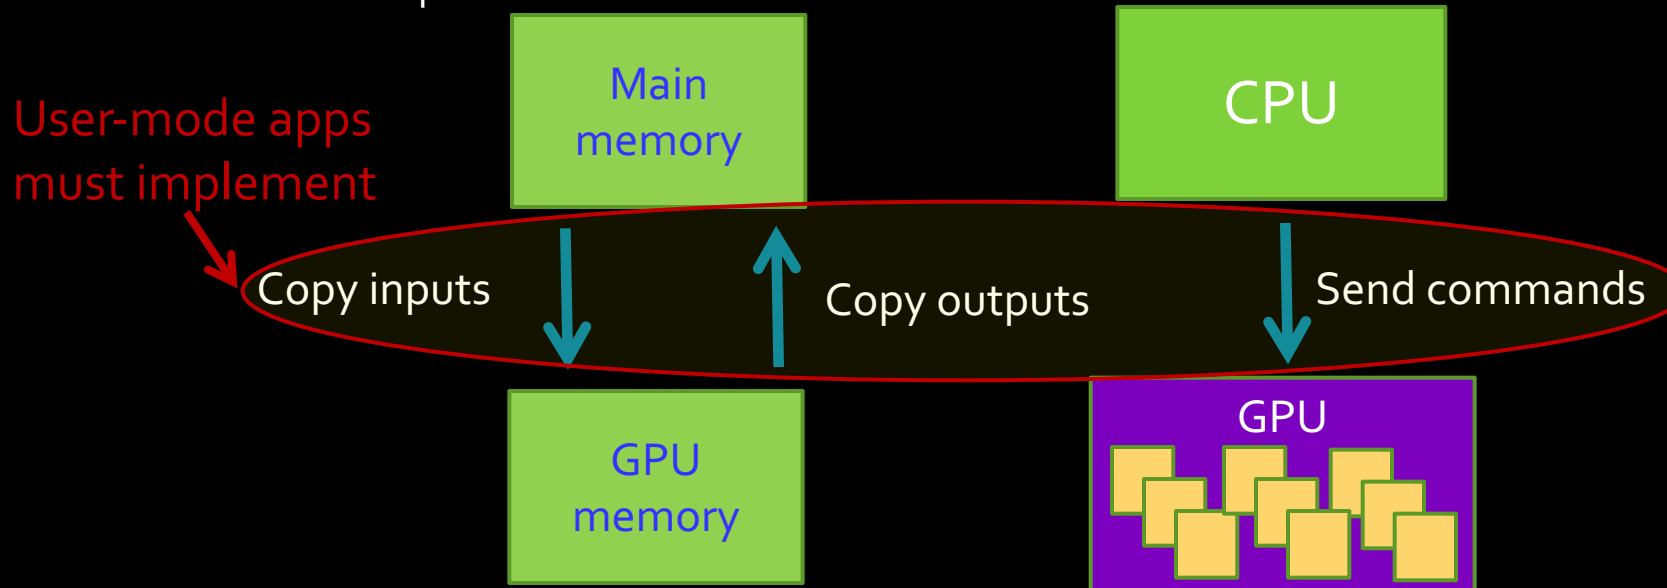 Main
memory
CPU
User-mode apps
must implement
Copy inputs
Copy outputs
Send commands
GPU
memory
GPU